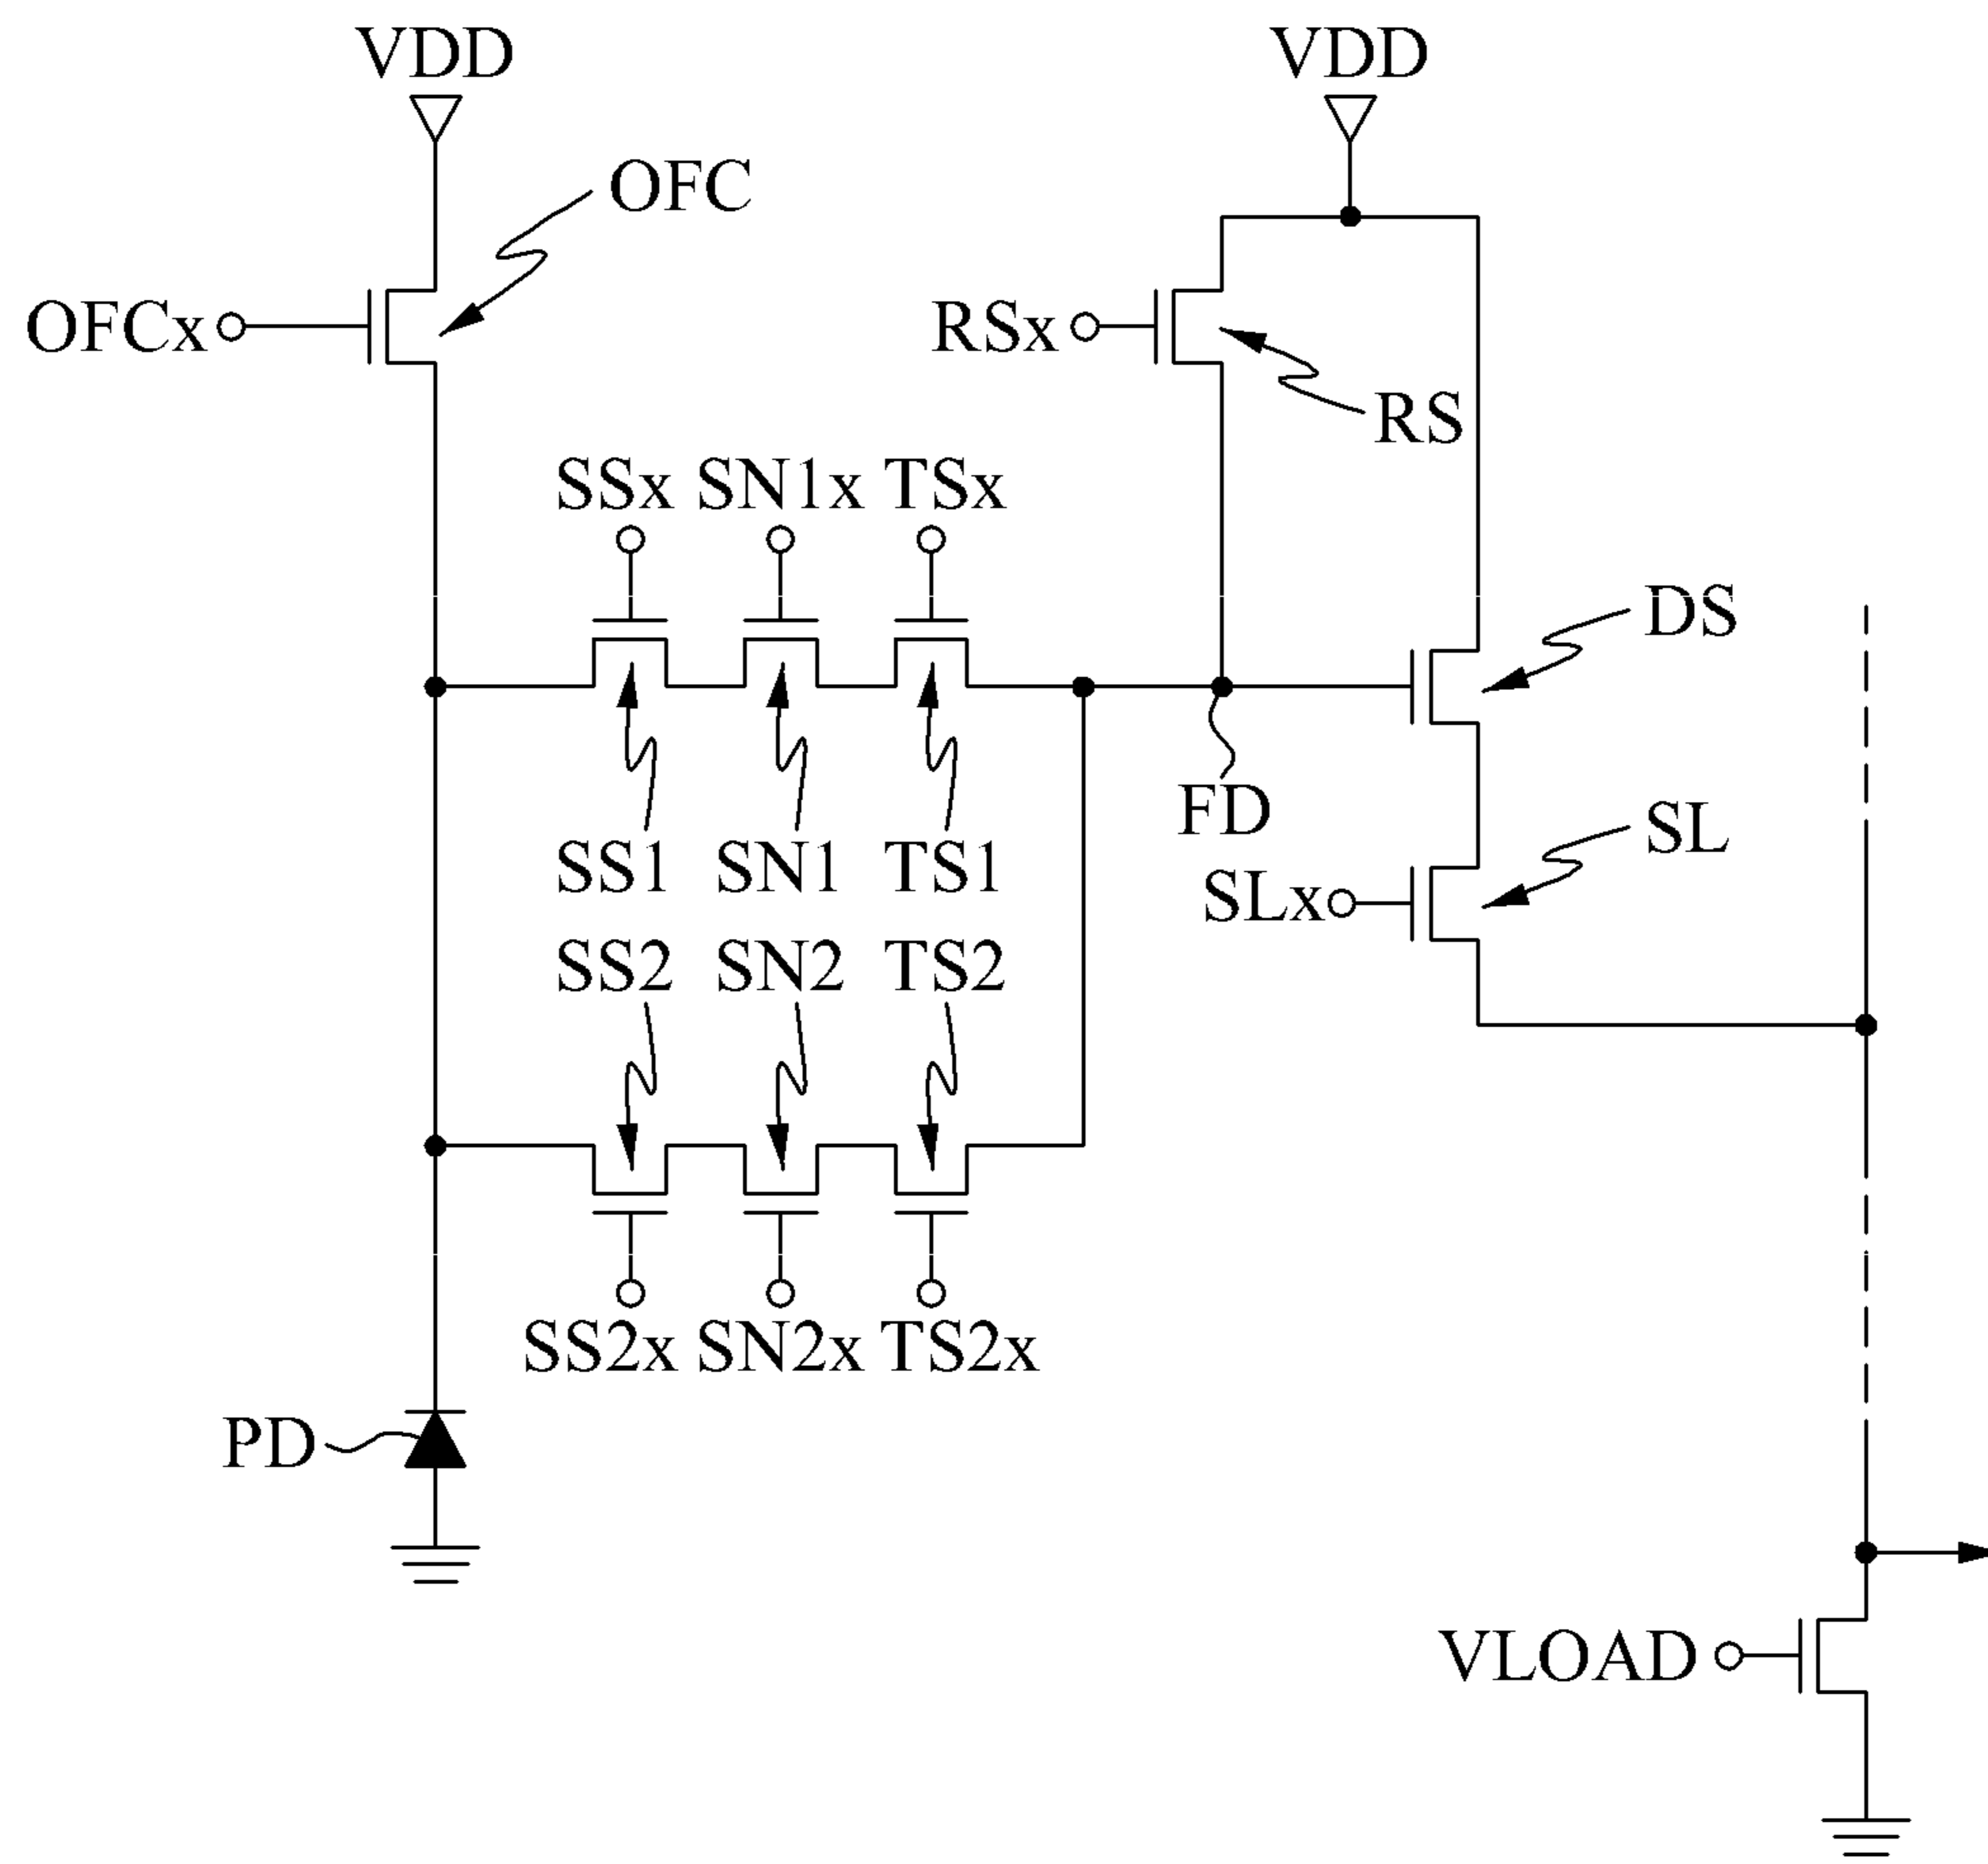 VDD VDD
OFC
OFCx RSx
RS
SSx SN1x TSx
DS
FD
SL
SS1 SN1 TS1
SLx
SS2 SN2 TS2
SS2x SN2x TS2x
PD
VLOAD